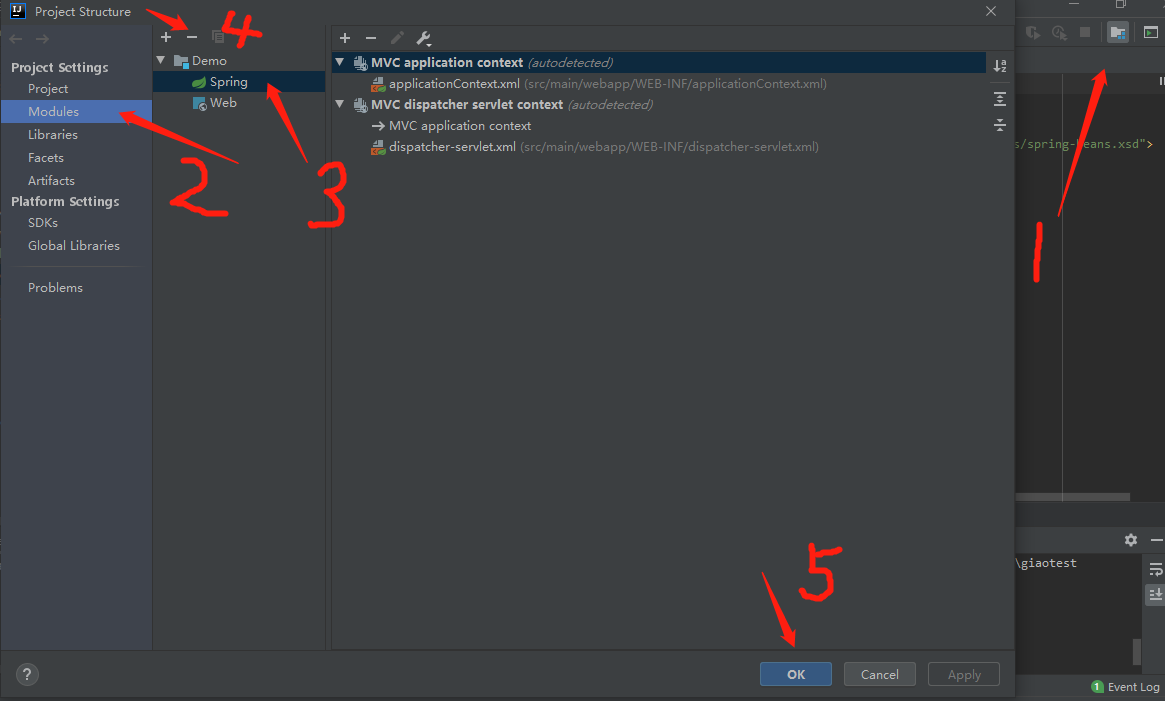 IJ Project Structure
4
Project Settings
Project
Modules
Libraries
Facets
Artifacts
Platform Settings
SDKs
Global Libraries
Problems
2
Demo
Spring
Web
3
MVC application context (autodetected)
applicationContext.xml (src/main/webapp/WEB-INF/applicationContext.xml)
MVC dispatcher servlet context (autodetected)
MVC application context
dispatcher-servlet.xml (src/main/webapp/WEB-INF/dispatcher-servlet.xml)
s/spring-beans.xsd">
1
5
\giaotest
?
OK
Cancel
Apply
1 Event Log